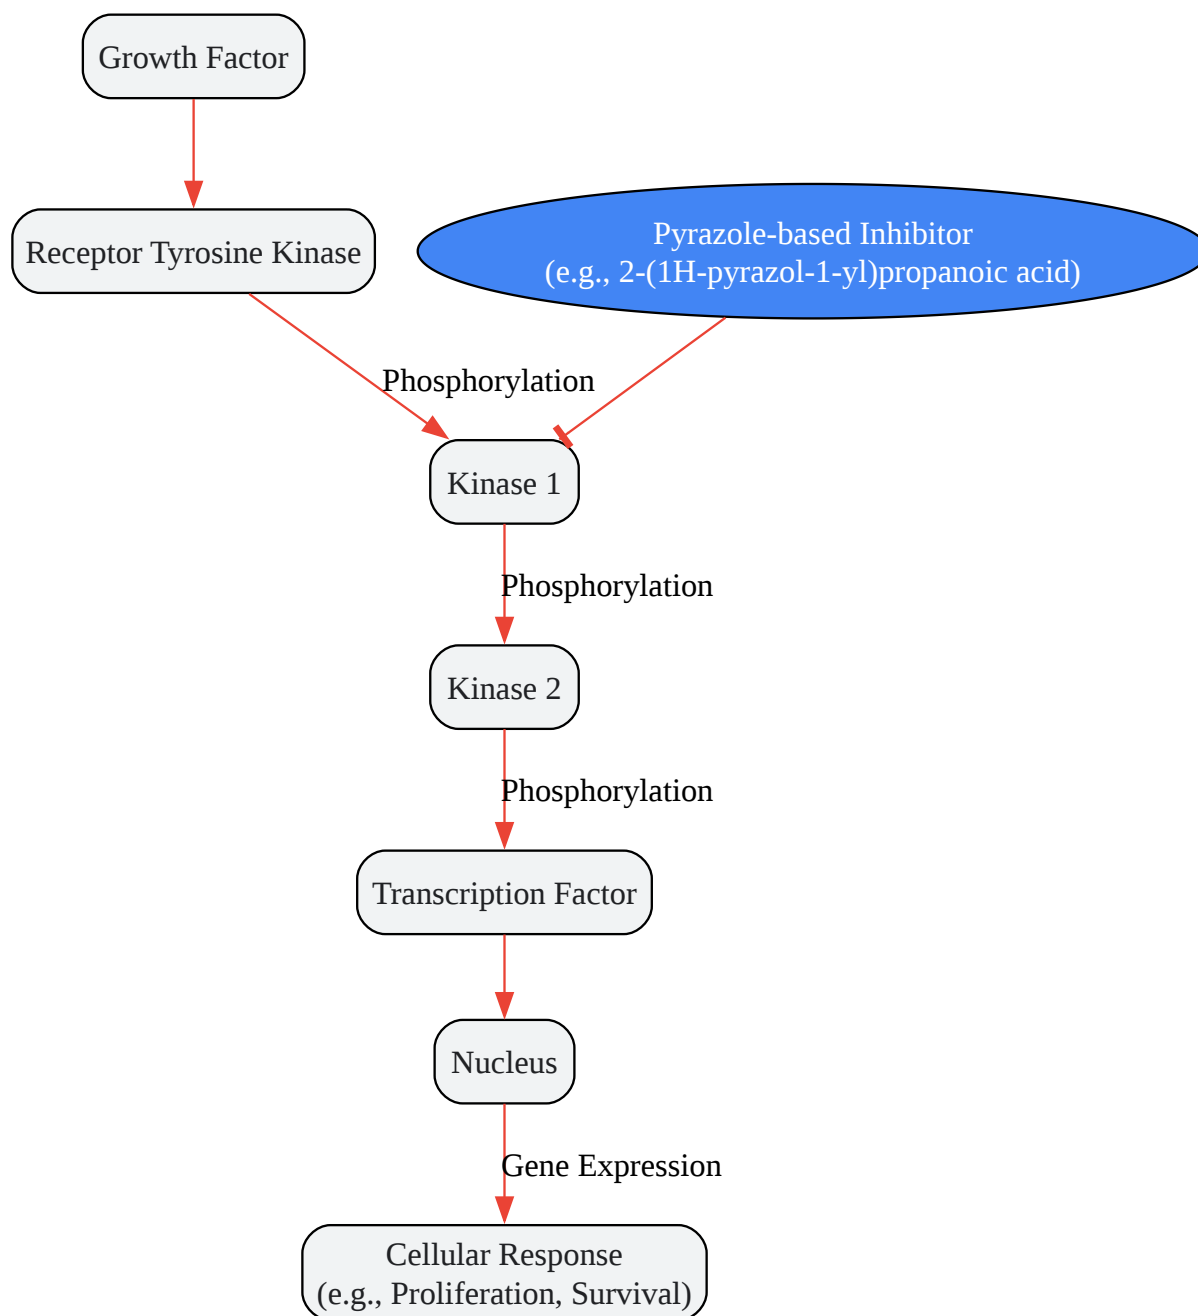 Growth Factor
Receptor Tyrosine Kinase
Pyrazole-based Inhibitor
(e.g., 2-(1H-pyrazol-1-yl)propanoic acid)
Phosphorylation
Kinase 1
Phosphorylation
Kinase 2
Phosphorylation
Transcription Factor
Nucleus
Gene Expression
Cellular Response
(e.g., Proliferation, Survival)